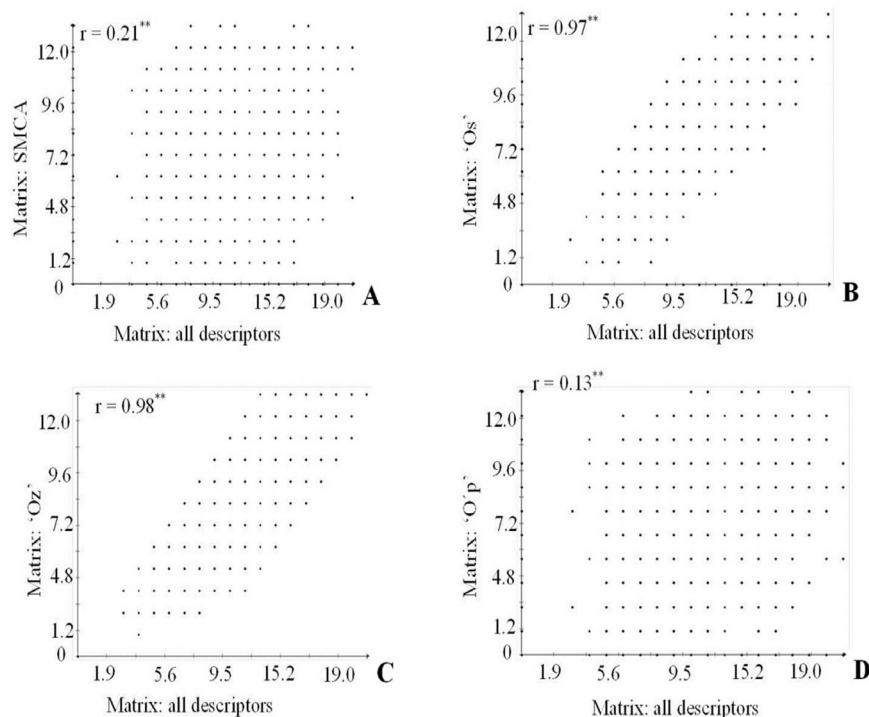 r = 0.21**
12.0
9.6
7.2
4.8
1.2
0
Matrix: SMCA
1.9 5.6 9.5 15.2 19.0
Matrix: all descriptors
A
r = 0.97**
12.0
9.6
7.2
4.8
1.2
0
Matrix: ‘Os’
1.9 5.6 9.5 15.2 19.0
Matrix: all descriptors
B
r = 0.98**
12.0
9.6
7.2
4.8
1.2
0
Matrix: ‘Oz’
1.9 5.6 9.5 15.2 19.0
Matrix: all descriptors
C
r = 0.13**
12.0
9.6
7.2
4.8
1.2
0
Matrix: ‘O´p’
1.9 5.6 9.5 15.2 19.0
Matrix: all descriptors
D